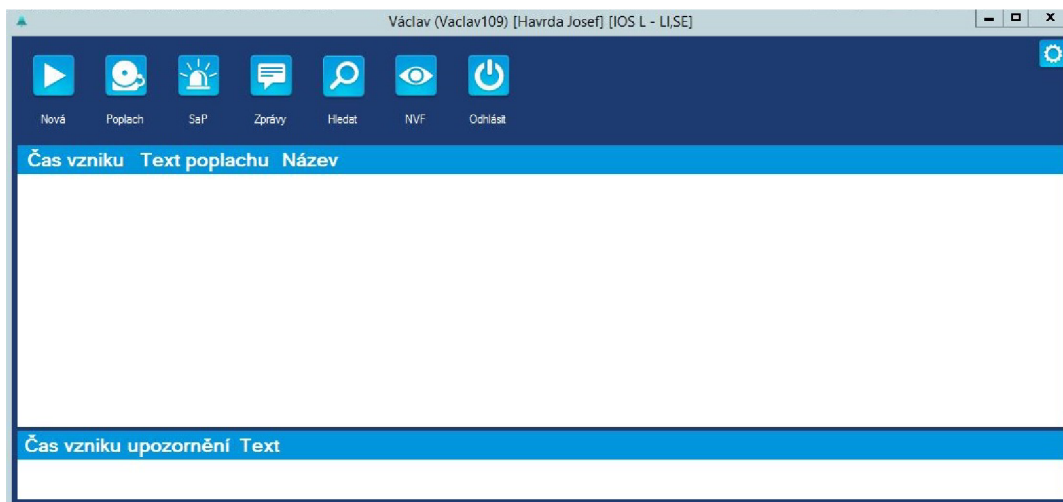 Václav (Vaclav109) [Havrda Josef] [IOS L - LI,SE]
Nová Poplach SaP Zprávy Hledat NVF Odhlásit
Čas vzniku Text poplachu Název
Čas vzniku upozornění Text